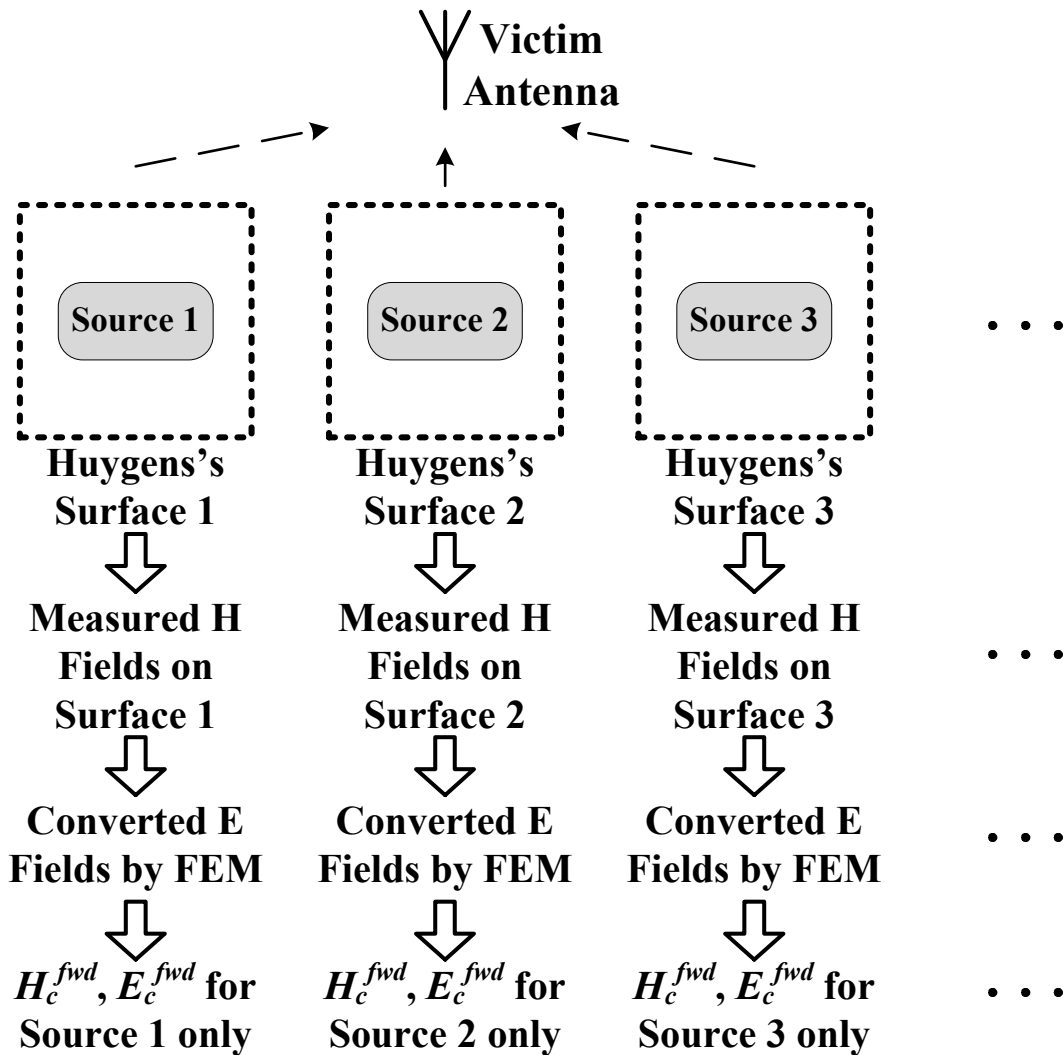 Victim
Antenna
Source 1
Source 2
Source 3
. . .
Huygens's
Surface 1
Huygens's
Surface 2
Huygens's
Surface 3
Measured H
Fields on
Surface 1
Measured H
Fields on
Surface 2
Measured H
Fields on
Surface 3
. . .
Converted E
Fields by FEM
Converted E
Fields by FEM
Converted E
Fields by FEM
. . .
H_c^{fwd}, E_c^{fwd} for
Source 1 only
H_c^{fwd}, E_c^{fwd} for
Source 2 only
H_c^{fwd}, E_c^{fwd} for
Source 3 only
. . .